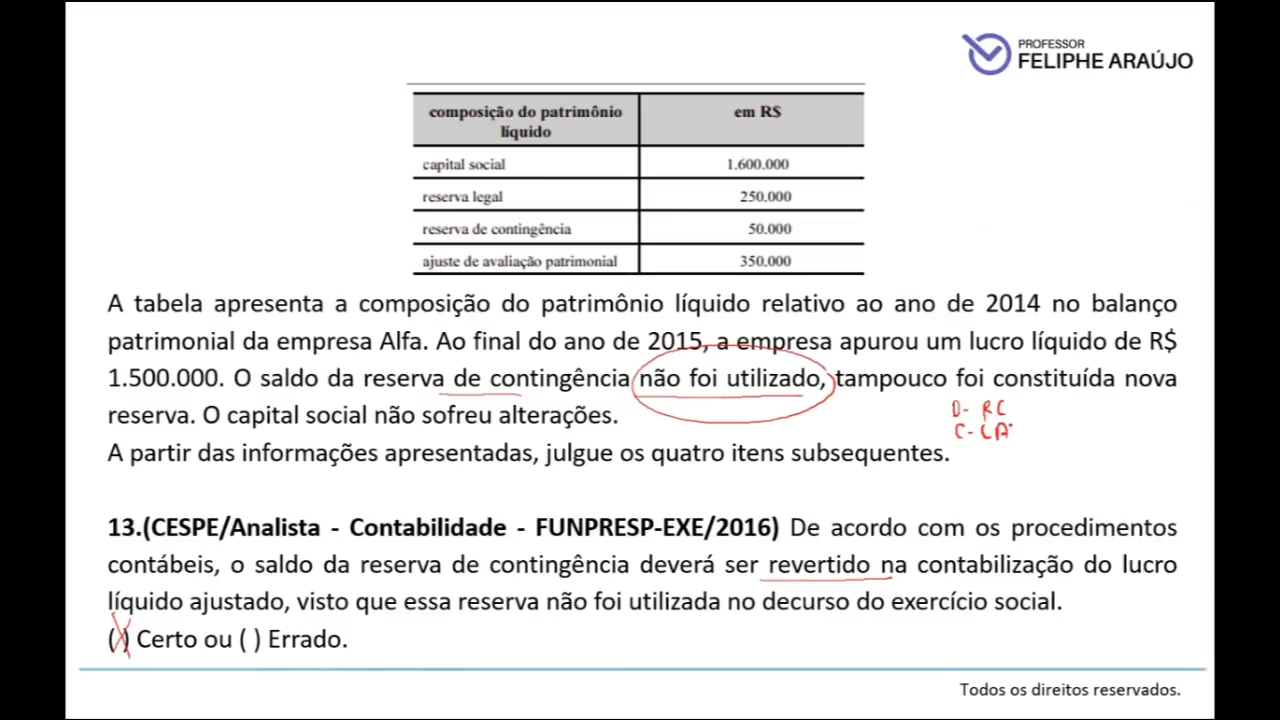 PROFESSOR
FELIPHE ARAÚJO
composição do patrimônio líquido em R$
capital social 1.600.000
reserva legal 250.000
reserva de contingência 50.000
ajuste de avaliação patrimonial 350.000
A tabela apresenta a composição do patrimônio líquido relativo ao ano de 2014 no balanço
patrimonial da empresa Alfa. Ao final do ano de 2015, a empresa apurou um lucro líquido de R$
1.500.000. O saldo da reserva de contingência não foi utilizado, tampouco foi constituída nova
reserva. O capital social não sofreu alterações.
D- RC
C- LA
A partir das informações apresentadas, julgue os quatro itens subsequentes.
13.(CESPE/Analista - Contabilidade - FUNPRESP-EXE/2016) De acordo com os procedimentos
contábeis, o saldo da reserva de contingência deverá ser revertido na contabilização do lucro
líquido ajustado, visto que essa reserva não foi utilizada no decurso do exercício social.
(X) Certo ou ( ) Errado.
Todos os direitos reservados.